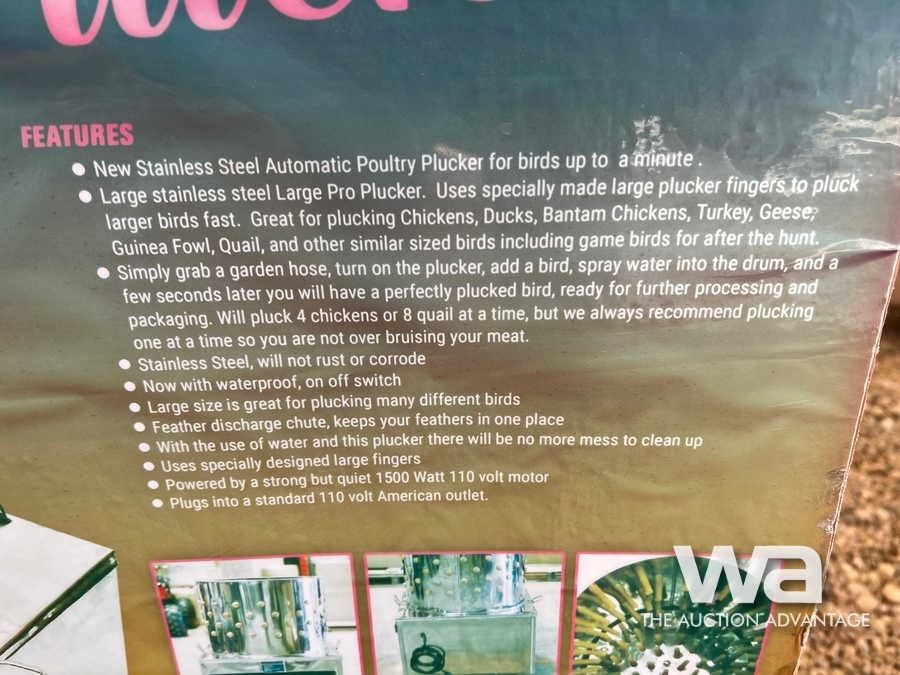 FEATURES
● New Stainless Steel Automatic Poultry Plucker for birds up to a minute .
● Large stainless steel Large Pro Plucker. Uses specially made large plucker fingers to pluck
larger birds fast. Great for plucking Chickens, Ducks, Bantam Chickens, Turkey, Geese,
Guinea Fowl, Quail, and other similar sized birds including game birds for after the hunt.
● Simply grab a garden hose, turn on the plucker, add a bird, spray water into the drum, and a
few seconds later you will have a perfectly plucked bird, ready for further processing and
packaging. Will pluck 4 chickens or 8 quail at a time, but we always recommend plucking
one at a time so you are not over bruising your meat.
● Stainless Steel, will not rust or corrode
● Now with waterproof, on off switch
● Large size is great for plucking many different birds
● Feather discharge chute, keeps your feathers in one place
● With the use of water and this plucker there will be no more mess to clean up
● Uses specially designed large fingers
● Powered by a strong but quiet 1500 Watt 110 volt motor
● Plugs into a standard 110 volt American outlet.
wa
THE AUCTION ADVANTAGE